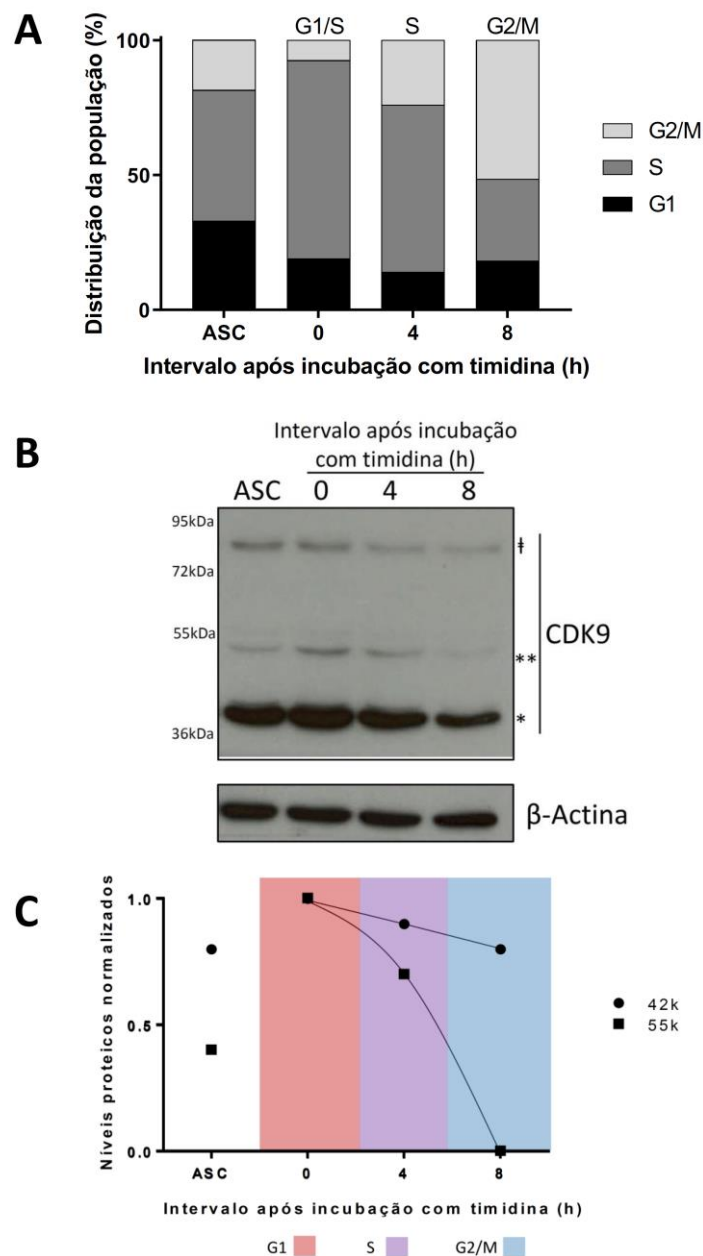 A
G1/S S G2/M
Distribuição da população (%)
100
50
0
G2/M
S
G1
ASC 0 4 8
Intervalo após incubação com timidina (h)
B
Intervalo após incubação
com timidina (h)
ASC 0 4 8
95kDa
72kDa
55kDa
36kDa
ǂ
**
*
CDK9
β-Actina
C
Níveis proteicos normalizados
1.0
0.5
0.0
42k
55k
ASC 0 4 8
Intervalo após incubação com timidina (h)
G1 S G2/M